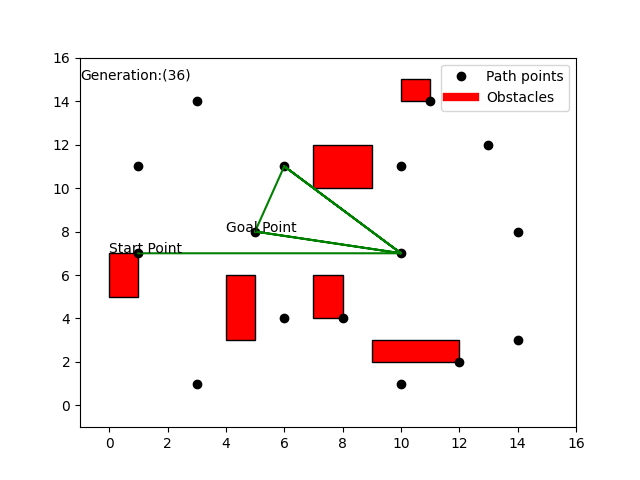 16
Generation:(36)
Path points
Obstacles
14
12
10
8
Goal Point
Start Point
6
4
2
0
0 2 4 6 8 10 12 14 16